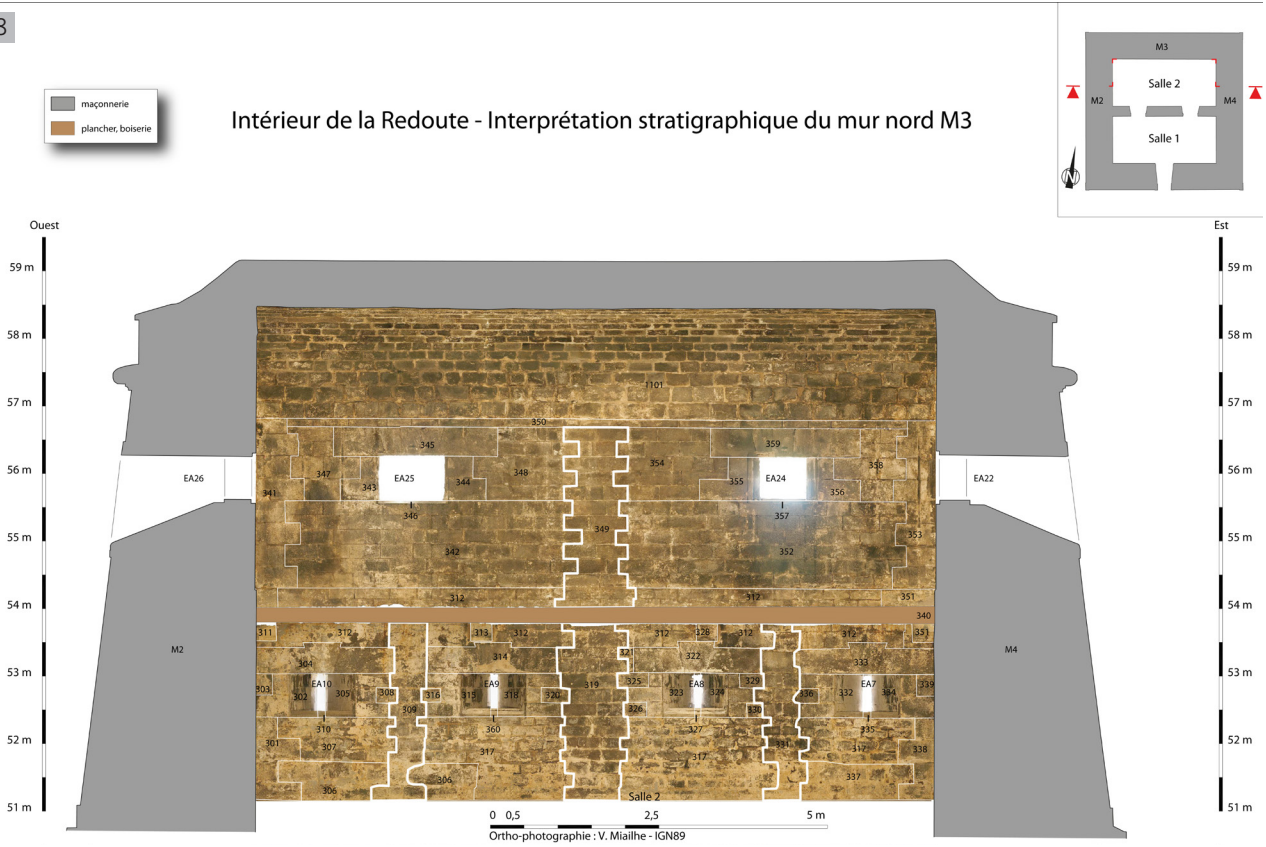 8
maçonnerie
plancher, boiserie
Intérieur de la Redoute - Interprétation stratigraphique du mur nord M3
M3
Salle 2
M2
M4
Salle 1
N
Ouest
Est
59 m
59 m
58 m
58 m
1101
57 m
57 m
350
345
359
56 m
EA26
341
347
343
EA25
344
348
354
355
EA24
356
358
EA22
56 m
346
357
349
353
55 m
342
352
55 m
312
312
351
54 m
340
54 m
311
312
313
312
312
328
312
312
351
M2
304
314
321
322
333
M4
53 m
53 m
303
302
EA10
305
308
309
316
315
EA9
318
320
319
325
326
323
EA8
324
329
330
336
332
EA7
334
339
310
360
327
335
52 m
301
307
317
317
331
317
338
52 m
306
306
337
51 m
Salle 2
51 m
0 0,5 2,5 5 m
Ortho-photographie : V. Miailhe - IGN89